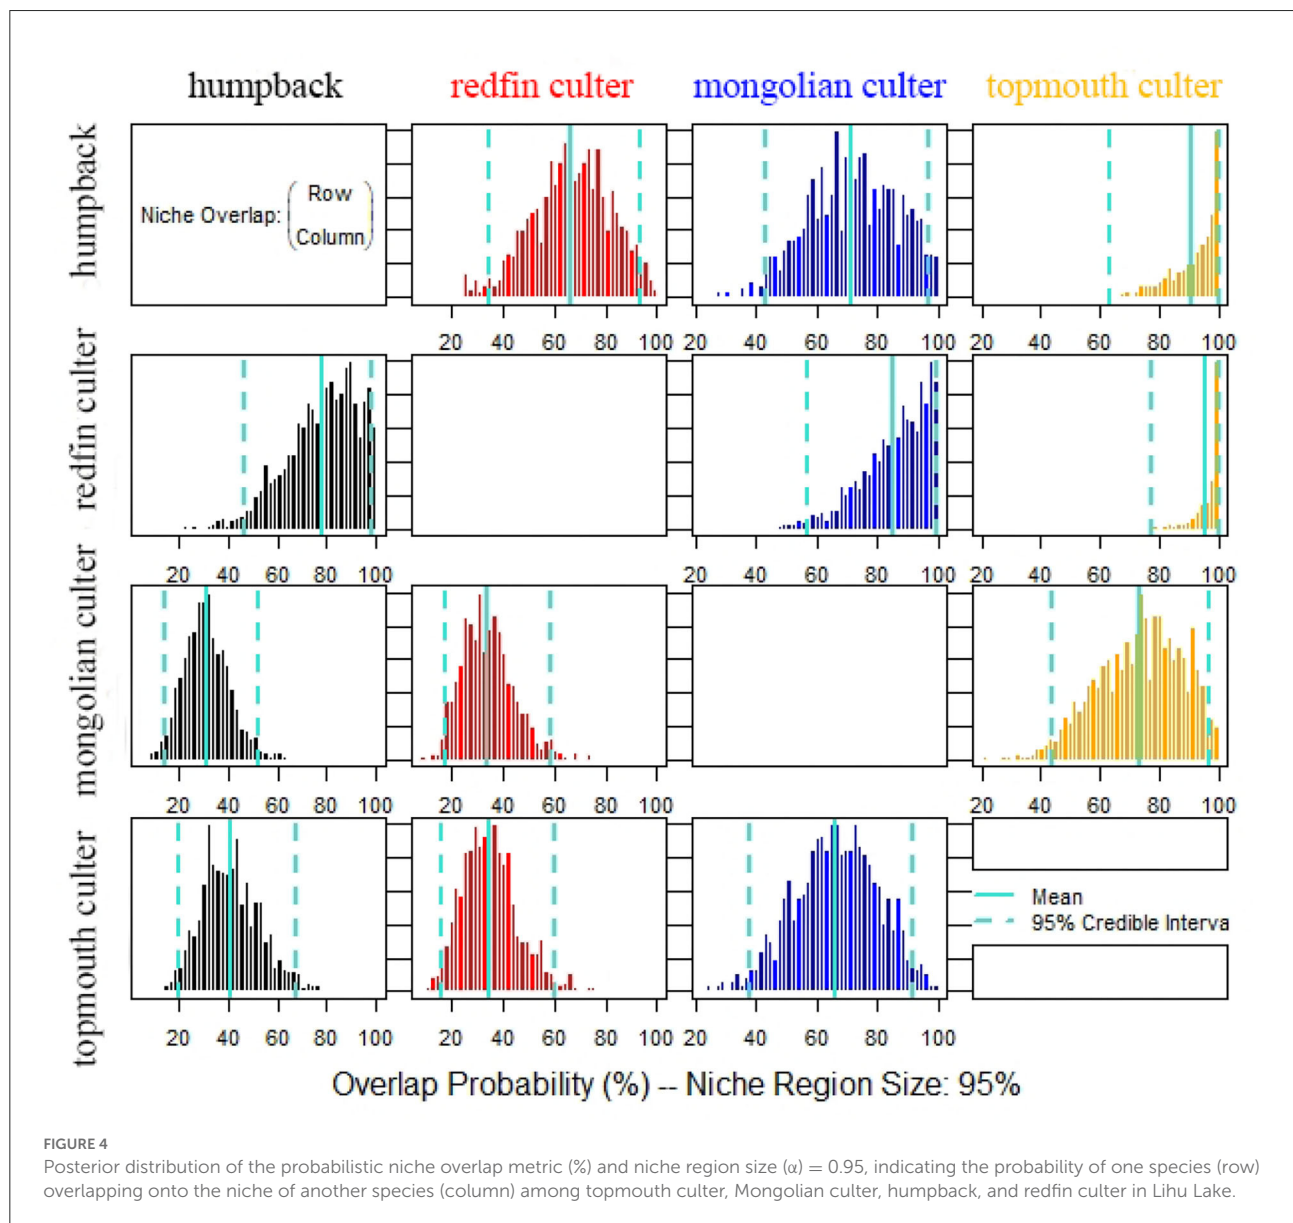 humpback redfin culter mongolian culter topmouth culter
humpback
Niche Overlap: ( Row
Column )
20 40 60 80 100 20 40 60 80 100 20 40 60 80 100
redfin culter
20 40 60 80 100 20 40 60 80 100
mongolian culter
20 40 60 80 100 20 40 60 80 100 20 40 60 80 100
topmouth culter
Mean
95% Credible Interva
20 40 60 80 100 20 40 60 80 100 20 40 60 80 100
Overlap Probability (%) -- Niche Region Size: 95%
FIGURE 4
Posterior distribution of the probabilistic niche overlap metric (%) and niche region size (α) = 0.95, indicating the probability of one species (row)
overlapping onto the niche of another species (column) among topmouth culter, Mongolian culter, humpback, and redfin culter in Lihu Lake.